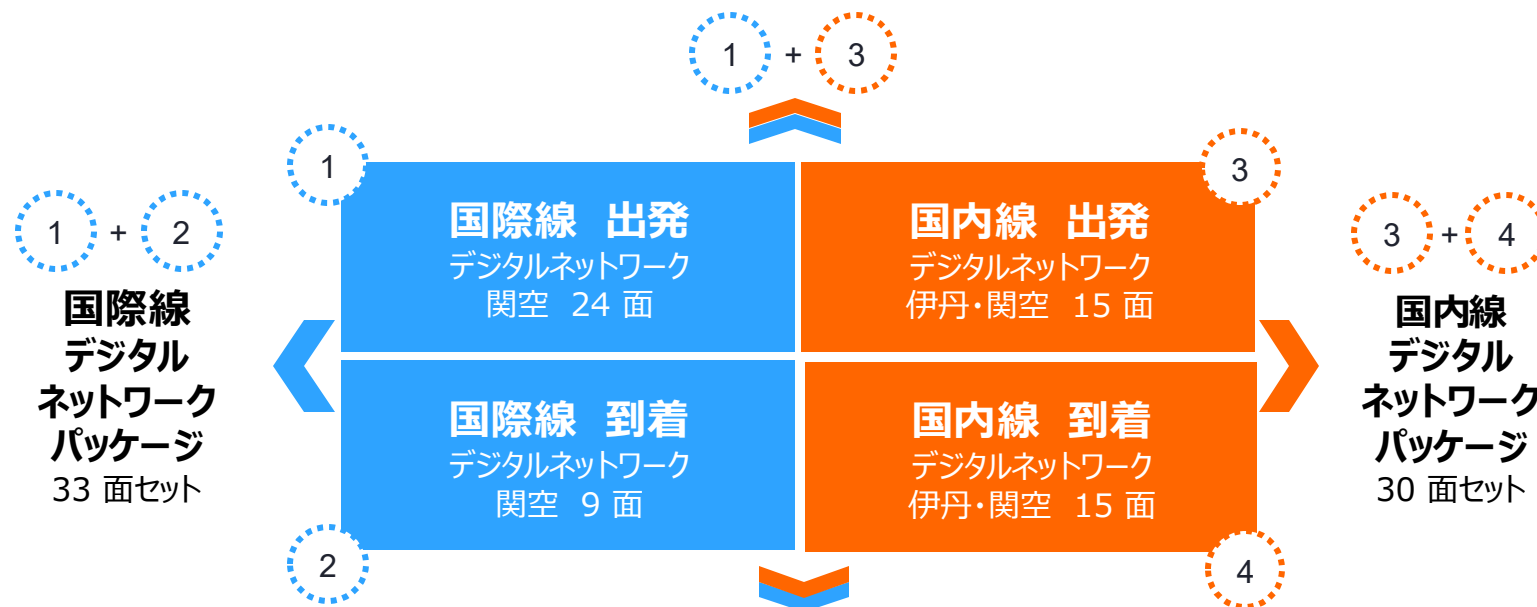 1 + 3
1
3
1 + 2
国際線
デジタル
ネットワーク
パッケージ
33 面セット
国際線 出発
デジタルネットワーク
関空 24 面
国内線 出発
デジタルネットワーク
伊丹・関空 15 面
3 + 4
国内線
デジタル
ネットワーク
パッケージ
30 面セット
国際線 到着
デジタルネットワーク
関空 9 面
国内線 到着
デジタルネットワーク
伊丹・関空 15 面
2
4